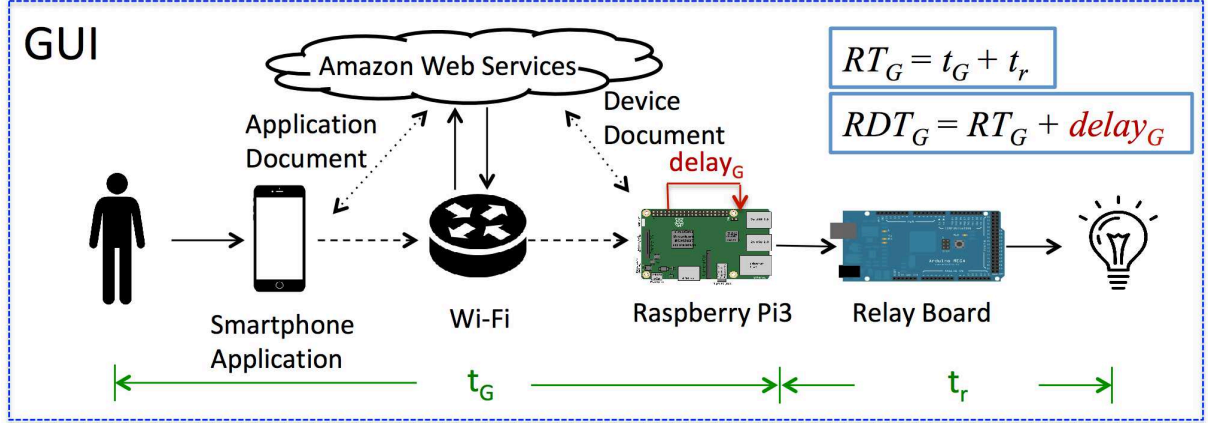 GUI
Amazon Web Services
RT_G = t_G + t_r
RDT_G = RT_G + delay_G
Application
Document
Device
Document
delay_G
Smartphone
Application
Wi-Fi
Raspberry Pi3
Relay Board
t_G
t_r